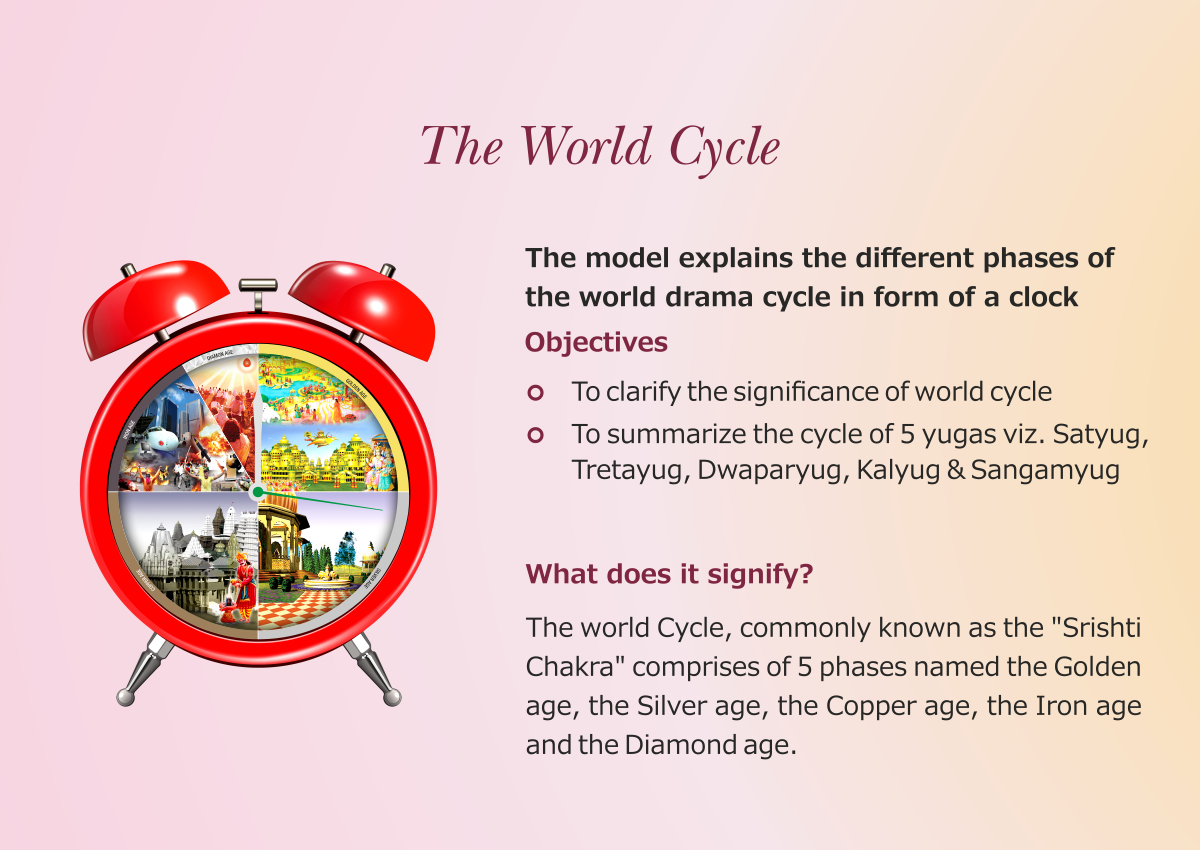 The World Cycle
The model explains the different phases of
the world drama cycle in form of a clock
Objectives
To clarify the significance of world cycle
To summarize the cycle of 5 yugas viz. Satyug,
Tretayug, Dwaparyug, Kalyug & Sangamyug
What does it signify?
The world Cycle, commonly known as the "Srishti
Chakra" comprises of 5 phases named the Golden
age, the Silver age, the Copper age, the Iron age
and the Diamond age.
GOLDEN AGE